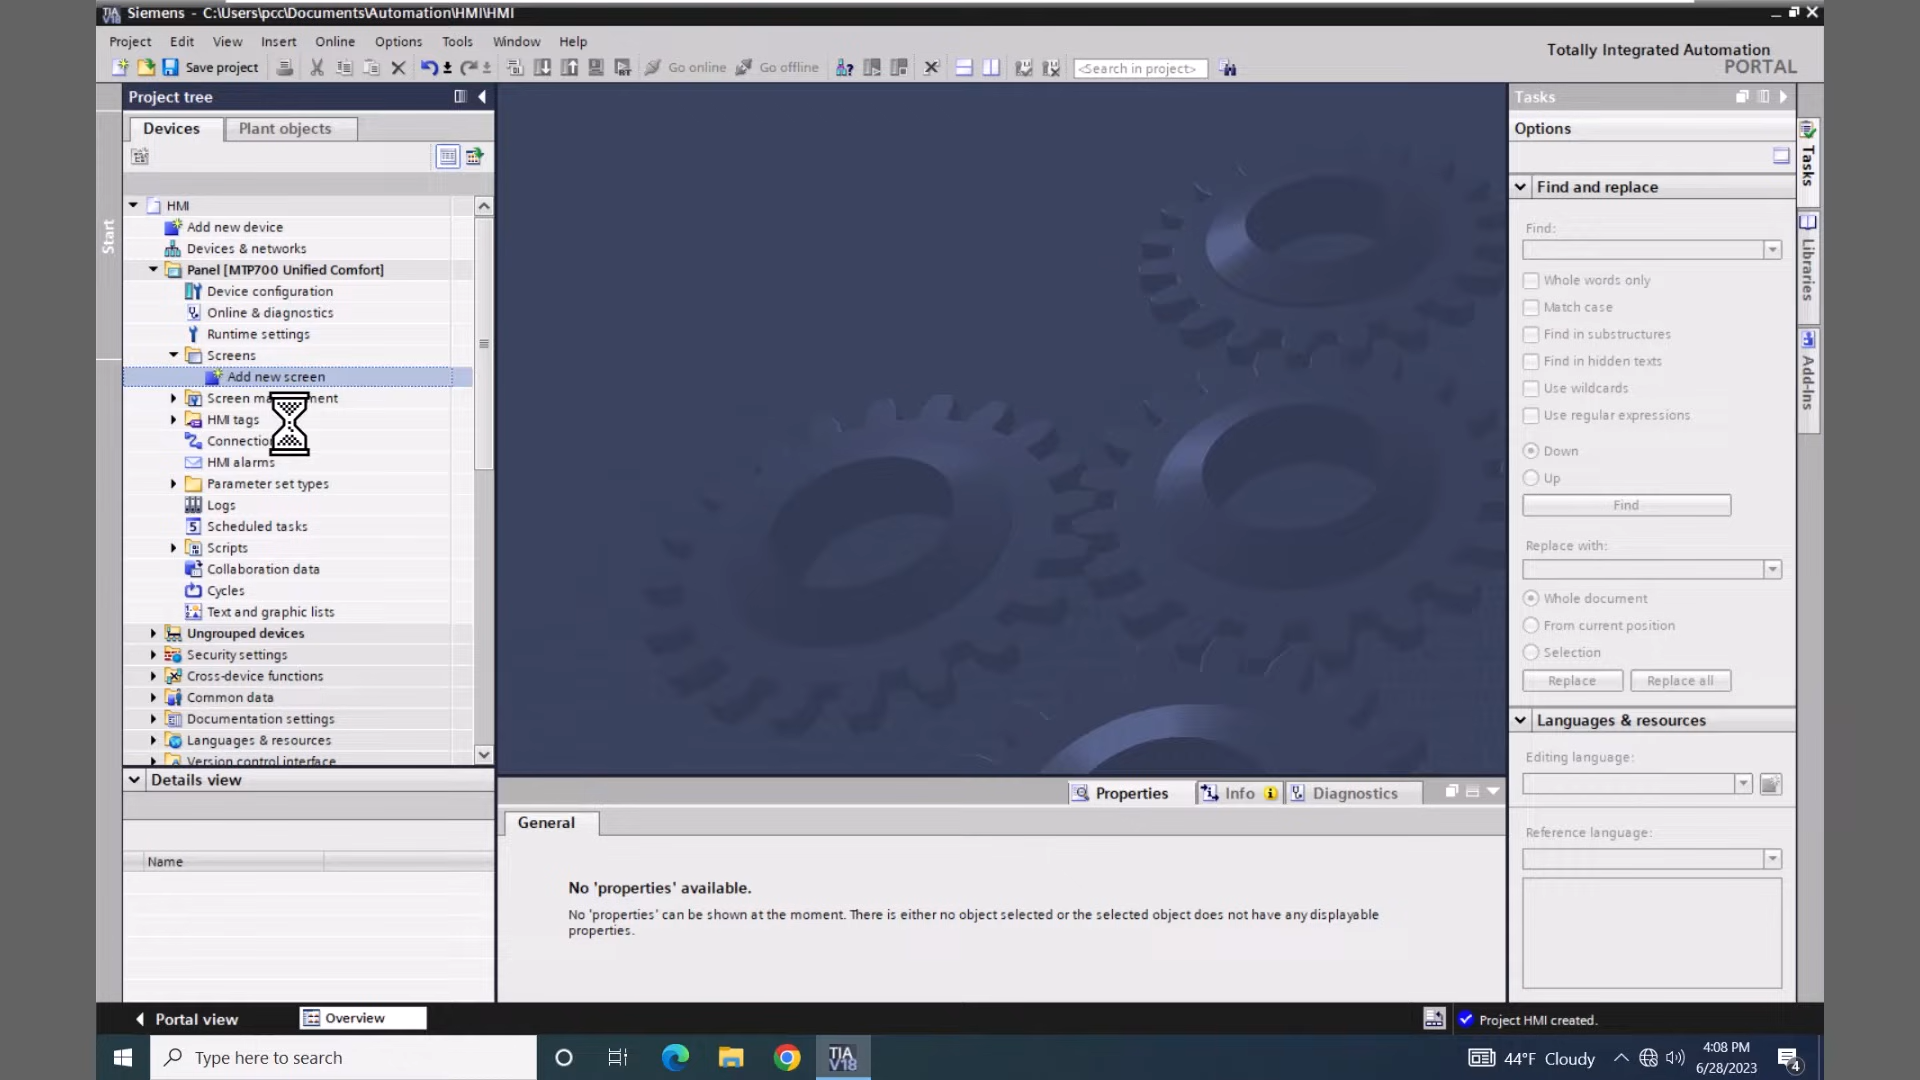 Siemens - C:\Users\pcc\Documents\Automation\HMI\HMI
Project Edit View Insert Online Options Tools Window Help
Totally Integrated Automation
PORTAL
Save project Go online Go offline <Search in project>
Project tree
Devices Plant objects
Start
HMI
Add new device
Devices & networks
Panel [MTP700 Unified Comfort]
Device configuration
Online & diagnostics
Runtime settings
Screens
Add new screen
Screen
HMI tags
HMI alarms
Parameter set types
Logs
Scheduled tasks
Scripts
Collaboration data
Cycles
Text and graphic lists
Ungrouped devices
Security settings
Cross-device functions
Common data
Documentation settings
Languages & resources
Version control interface
Details view
Name
Properties Info Diagnostics
General
No 'properties' available.
No 'properties' can be shown at the moment. There is either no object selected or the selected object does not have any displayable
properties.
Tasks
Options
Find and replace
Find:
Whole words only
Match case
Find in substructures
Find in hidden texts
Use wildcards
Use regular expressions
Down
Up
Find
Replace with:
Whole document
From current position
Selection
Replace Replace all
Languages & resources
Editing language:
Reference language:
Tasks
Libraries
Add-Ins
Portal view Overview Project HMI created.
Type here to search TIA V18 44°F Cloudy 4:08 PM
6/28/2023 4